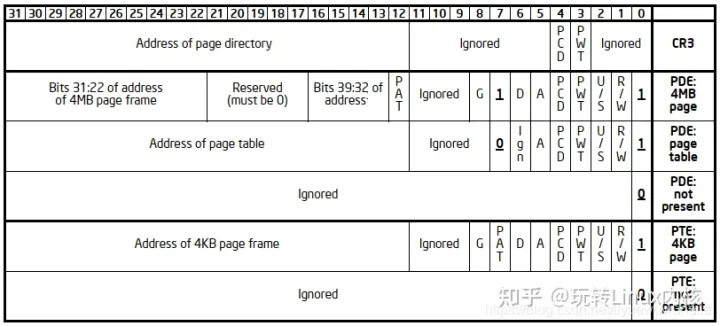 31 30 29 28 27 26 25 24 23 22 21 20 19 18 17 16 15 14 13 12 11 10 9 8 7 6 5 4 3 2 1 0
Address of page directory Ignored PCD PWT Ignored CR3
Bits 31:22 of address of 4MB page frame Reserved (must be 0) Bits 39:32 of address PAT Ignored G 1 D A PCD PWT U/S R/W 1 PDE: 4MB page
Address of page table Ignored 0 Ign A PCD PWT U/S R/W 1 PDE: page table
Ignored 0 PDE: not present
Address of 4KB page frame Ignored G PAT D A PCD PWT U/S R/W 1 PTE: 4KB page
Ignored 0 PTE: not present
知乎 @玩转Linux内核